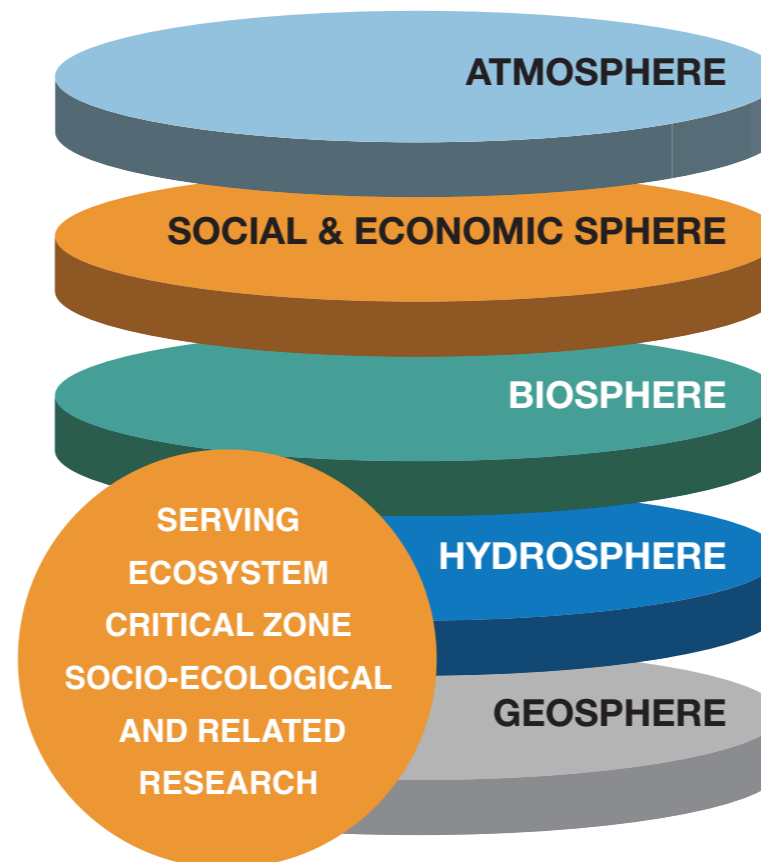 ATMOSPHERE
SOCIAL & ECONOMIC SPHERE
BIOSPHERE
HYDROSPHERE
GEOSPHERE
SERVING
ECOSYSTEM
CRITICAL ZONE
SOCIO-ECOLOGICAL
AND RELATED
RESEARCH